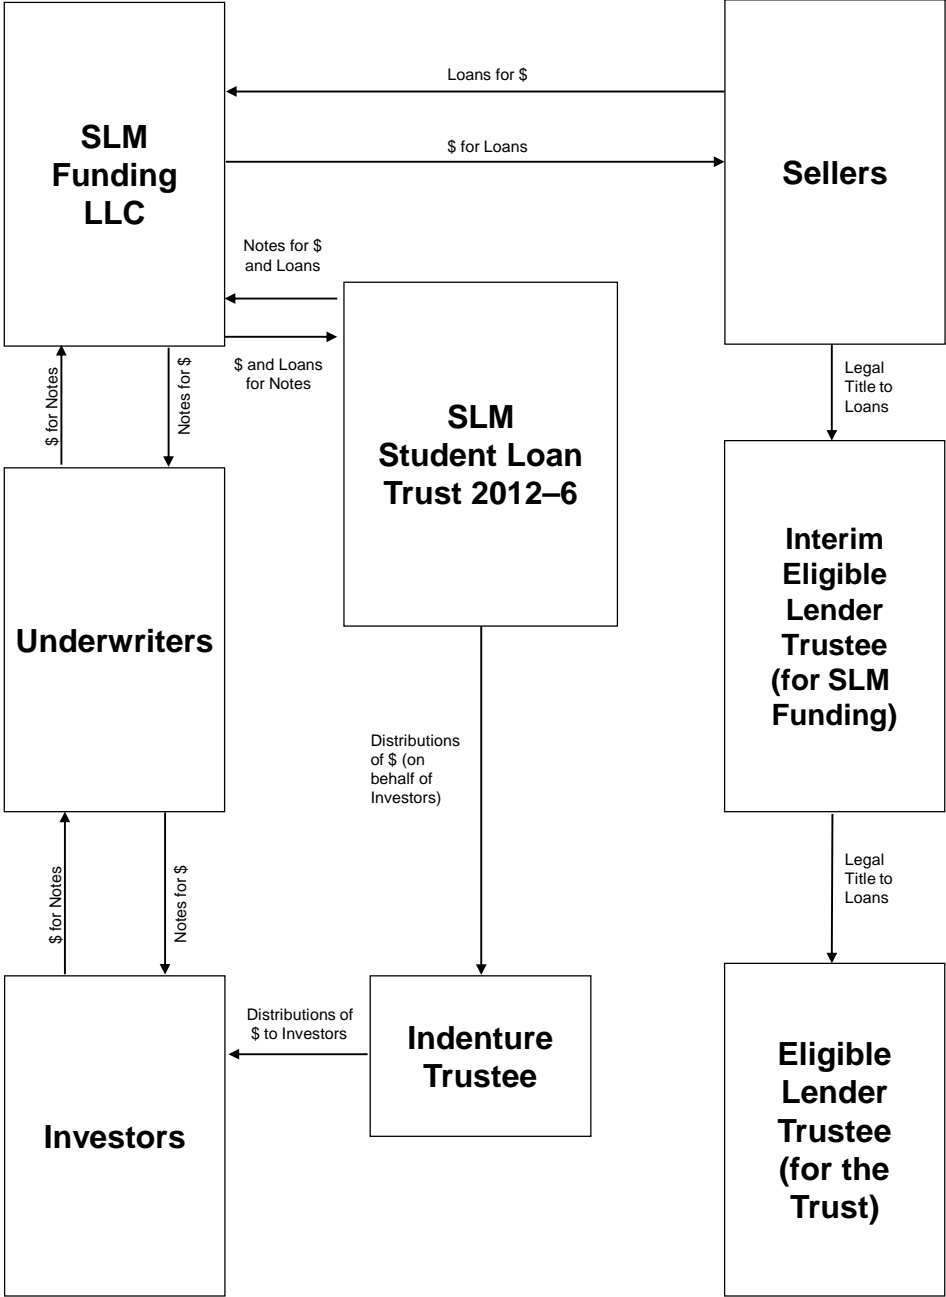 Loans for $
SLM
Funding
LLC
$ for Loans
Sellers
Notes for $
and Loans
$ and Loans
for Notes
$ for Notes
Notes for $
Legal
Title to
Loans
SLM
Student Loan
Trust 2012–6
Underwriters
Interim
Eligible
Lender
Trustee
(for SLM
Funding)
Distributions
of $ (on
behalf of
Investors)
$ for Notes
Notes for $
Legal
Title to
Loans
Distributions of
$ to Investors
Indenture
Trustee
Investors
Eligible
Lender
Trustee
(for the
Trust)